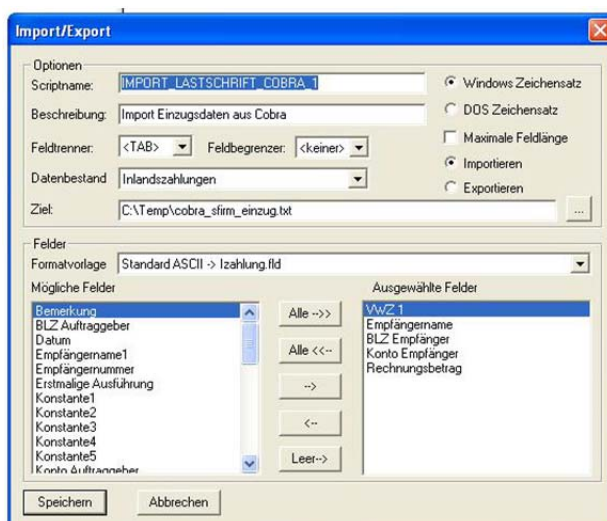 Import/Export
Optionen
Scriptname: IMPORT_LASTSCHRIFT_COBRA_1
Windows Zeichensatz
Beschreibung: Import Einzugsdaten aus Cobra
DOS Zeichensatz
Maximale Feldlänge
Feldtrenner: <TAB> Feldbegrenzer: <keiner>
Importieren
Datenbestand Inlandszahlungen
Exportieren
Ziel: C:\Temp\cobra_sfirm_einzug.txt ...
Felder
Formatvorlage Standard ASCII -> Izahlung.fld
Mögliche Felder
Bemerkung
BLZ Auftraggeber
Datum
Empfängername1
Empfängernummer
Erstmalige Ausführung
Konstante1
Konstante2
Konstante3
Konstante4
Konstante5
Konto Auftraggeber
Alle -->>
Alle <<--
-->
<--
Leer-->
Ausgewählte Felder
VWZ 1
Empfängername
BLZ Empfänger
Konto Empfänger
Rechnungsbetrag
Speichern Abbrechen